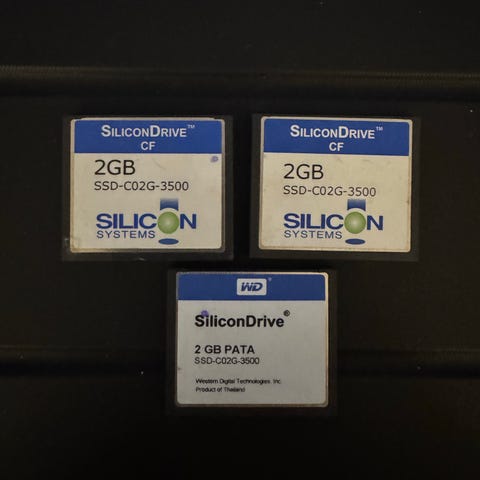 SILICONDRIVE™
CF
2GB
SSD-C02G-3500
SILICON
SYSTEMS
SILICONDRIVE™
CF
2GB
SSD-C02G-3500
SILICON
SYSTEMS
WD®
SiliconDrive®
2 GB PATA
SSD-C02G-3500
Western Digital Technologies, Inc.
Product of Thailand